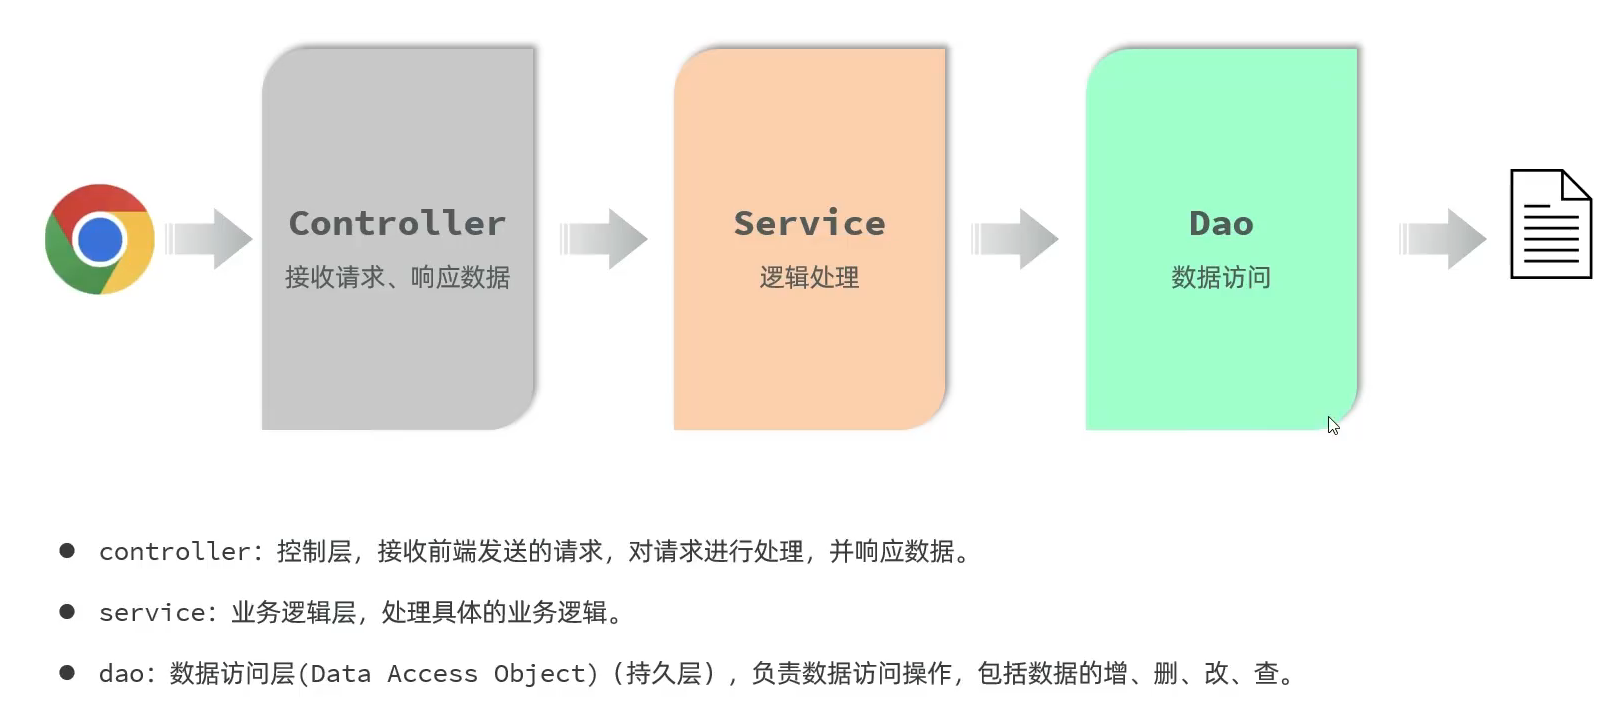 Controller
接收请求、响应数据
Service
逻辑处理
Dao
数据访问
controller：控制层，接收前端发送的请求，对请求进行处理，并响应数据。
service：业务逻辑层，处理具体的业务逻辑。
dao：数据访问层(Data Access Object)（持久层），负责数据访问操作，包括数据的增、删、改、查。